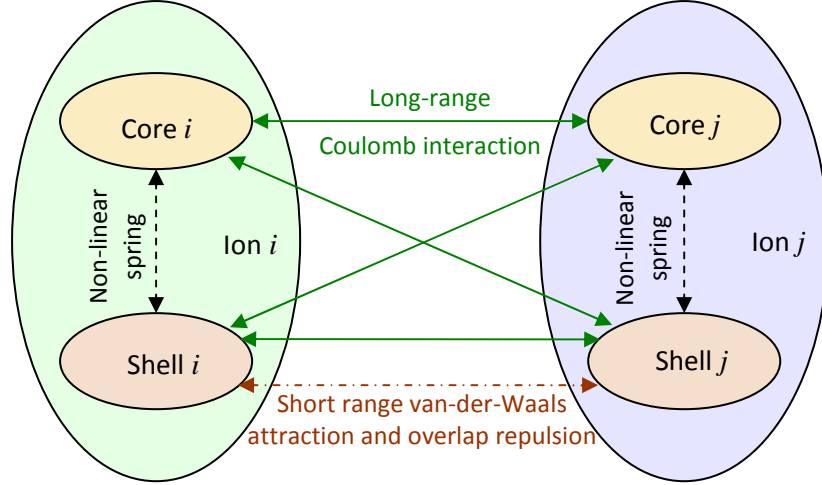 Core i
Long-range
Coulomb interaction
Core j
Non-linear
spring
Ion i
Non-linear
spring
Ion j
Shell i
Shell j
Short range van-der-Waals
attraction and overlap repulsion